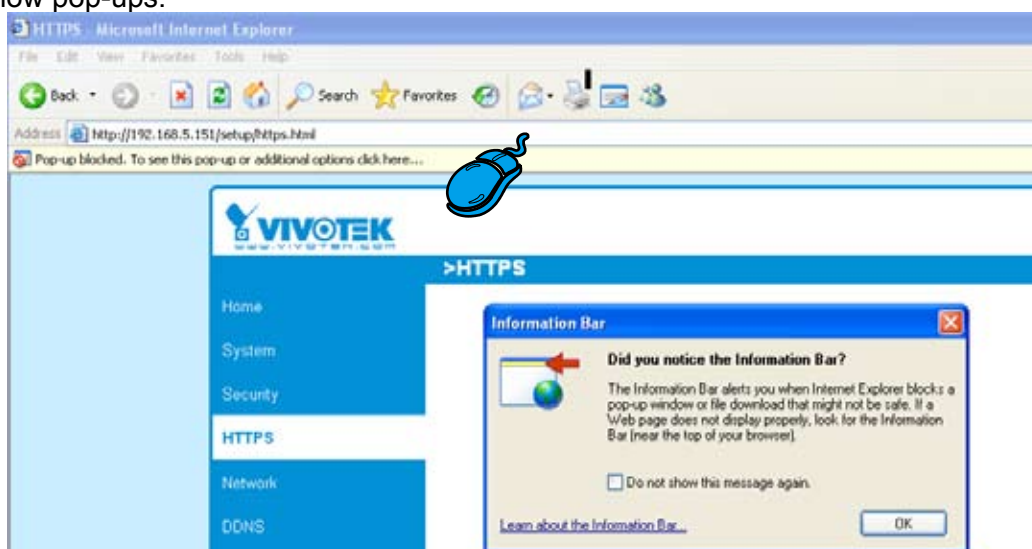 low pop-ups.
HTTPS - Microsoft Internet Explorer
File Edit View Favorites Tools Help
Back Search Favorites
Address http://192.168.5.151/setup/https.html
Pop-up blocked. To see this pop-up or additional options click here...
VIVOTEK
www.vivotek.com
>HTTPS
Home
System
Security
HTTPS
Network
DDNS
Information Bar
Did you notice the Information Bar?
The Information Bar alerts you when Internet Explorer blocks a
pop-up window or file download that might not be safe. If a
Web page does not display properly, look for the Information
Bar (near the top of your browser).
Do not show this message again.
Learn about the Information Bar...
OK